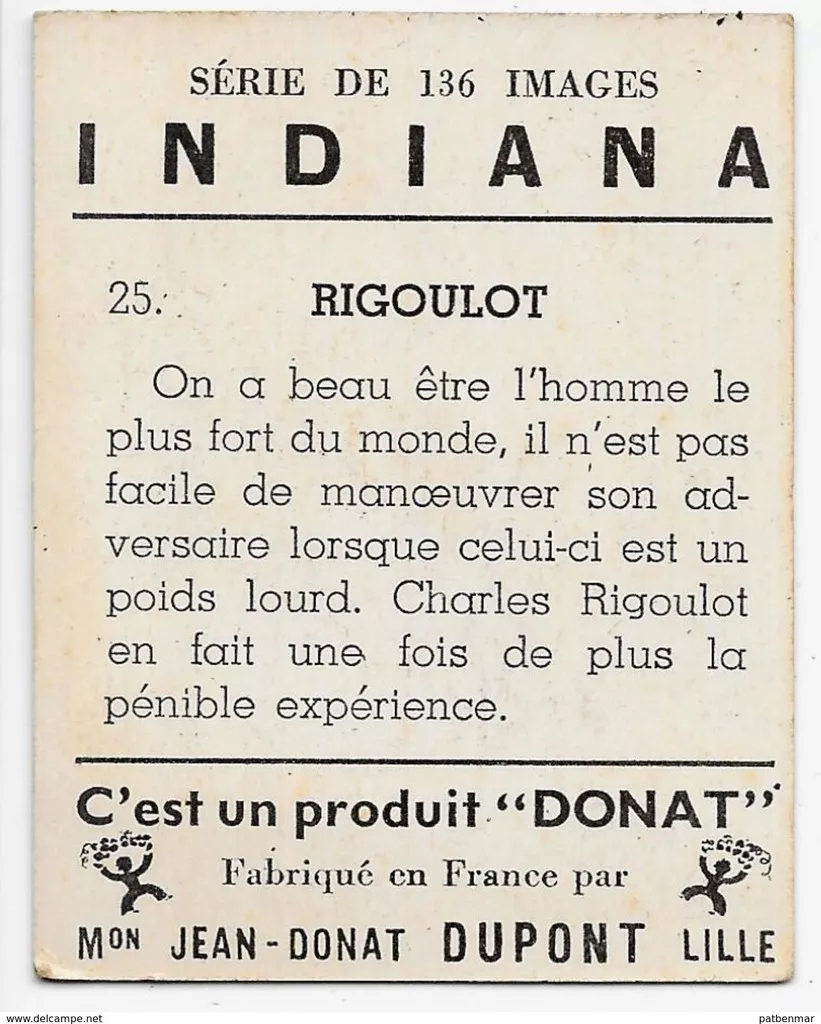 SÉRIE DE 136 IMAGES
INDIANA
25. RIGOULOT
On a beau être l'homme le
plus fort du monde, il n'est pas
facile de manœuvrer son ad-
versaire lorsque celui-ci est un
poids lourd. Charles Rigoulot
en fait une fois de plus la
pénible expérience.
C'est un produit "DONAT"
Fabriqué en France par
MON JEAN-DONAT DUPONT LILLE
delcampe.net
patbenmar